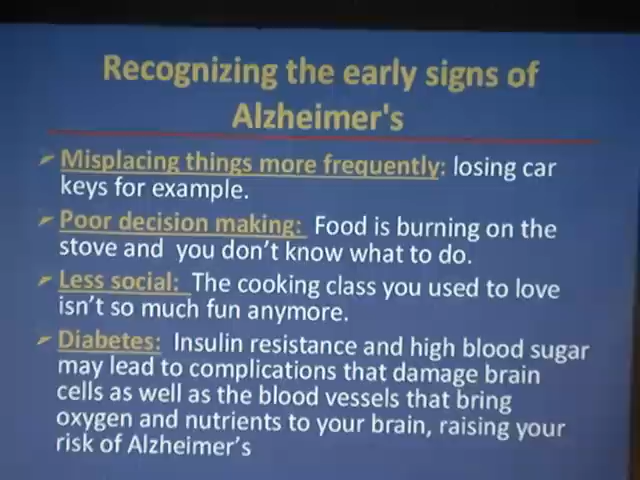 Recognizing the early signs of
Alzheimer's
Misplacing things more frequently: losing car
keys for example.
Poor decision making: Food is burning on the
stove and you don't know what to do.
Less social: The cooking class you used to love
isn't so much fun anymore.
Diabetes: Insulin resistance and high blood sugar
may lead to complications that damage brain
cells as well as the blood vessels that bring
oxygen and nutrients to your brain, raising your
risk of Alzheimer's